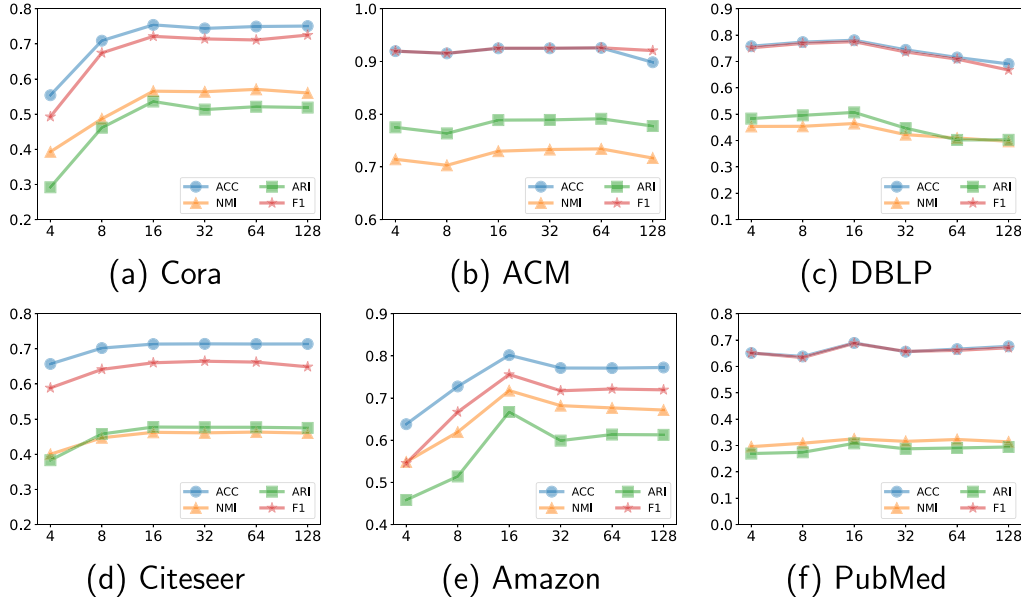 0.8
0.7
0.6
0.5
0.4
0.3
0.2
4 8 16 32 64 128
ACC ARI
NMI F1
(a) Cora
1.0
0.9
0.8
0.7
0.6
4 8 16 32 64 128
ACC ARI
NMI F1
(b) ACM
0.9
0.8
0.7
0.6
0.5
0.4
0.3
0.2
0.1
4 8 16 32 64 128
ACC ARI
NMI F1
(c) DBLP
0.8
0.7
0.6
0.5
0.4
0.3
0.2
4 8 16 32 64 128
ACC ARI
NMI F1
(d) Citeseer
0.9
0.8
0.7
0.6
0.5
0.4
4 8 16 32 64 128
ACC ARI
NMI F1
(e) Amazon
0.8
0.7
0.6
0.5
0.4
0.3
0.2
0.1
0.0
4 8 16 32 64 128
ACC ARI
NMI F1
(f) PubMed